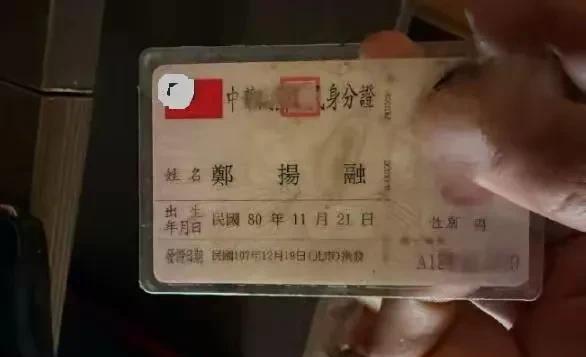 中華 身分證
姓名 鄭揚融
出生年月日 民國 80 年 11 月 21 日 性別
發證日期 民國107年12月19日(北市)換發